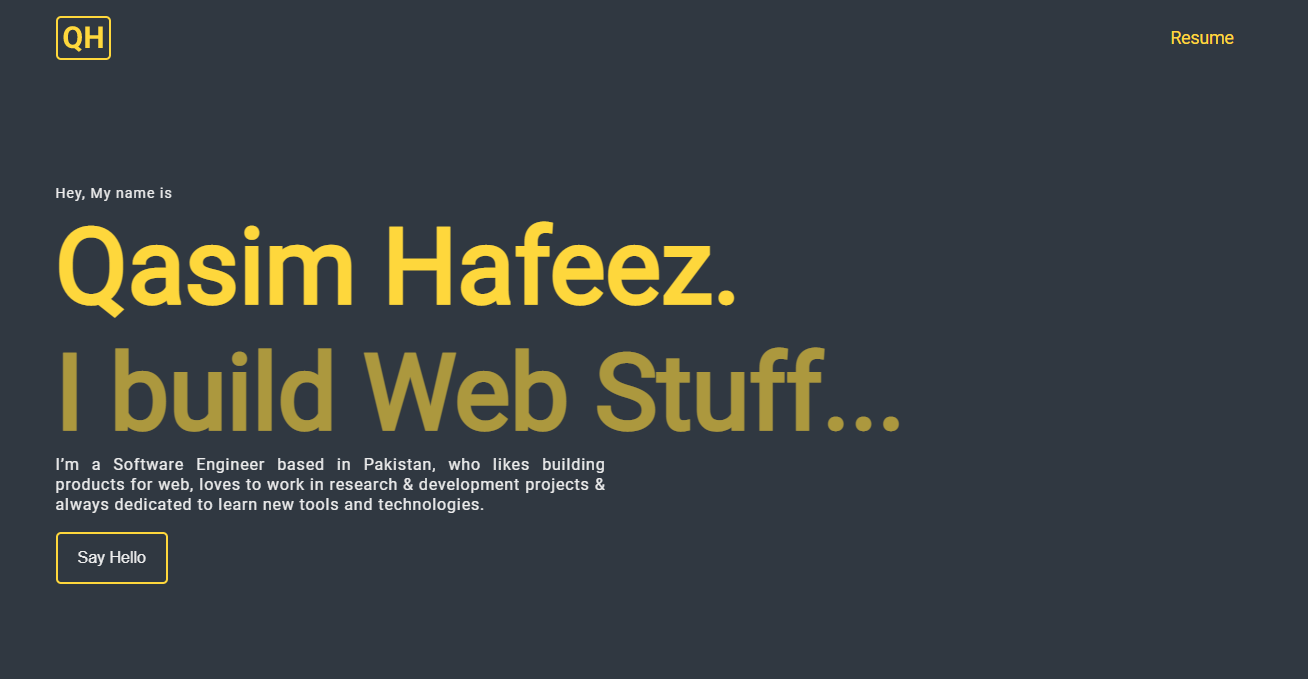 QH
Resume
Hey, My name is
Qasim Hafeez.
I build Web Stuff...
I’m a Software Engineer based in Pakistan, who likes building
products for web, loves to work in research & development projects &
always dedicated to learn new tools and technologies.
Say Hello